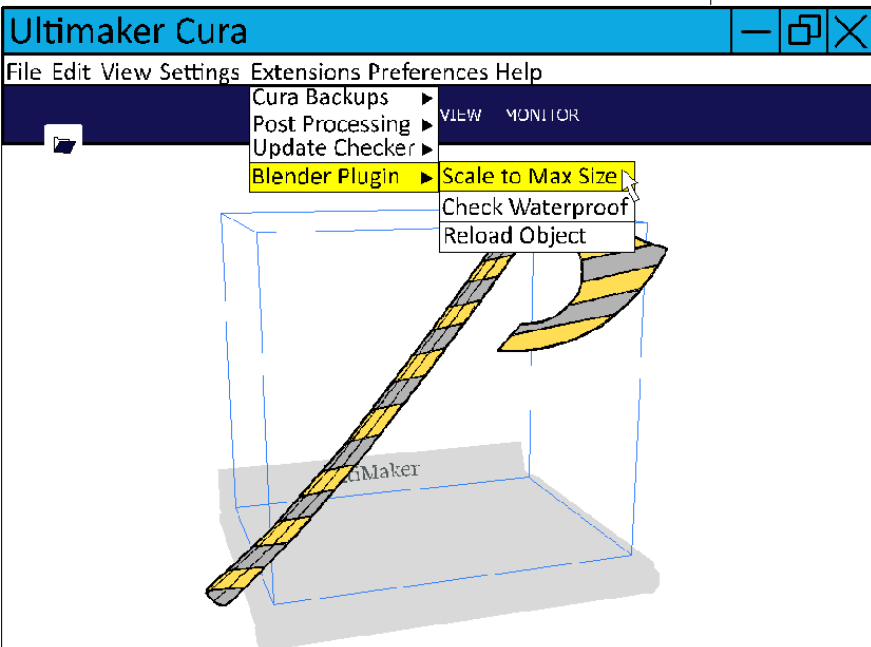 Ultimaker Cura
File Edit View Settings Extensions Preferences Help
Cura Backups
VIEW MONITOR
Post Processing
Update Checker
Blender Plugin Scale to Max Size
Check Waterproof
Reload Object
tiMaker